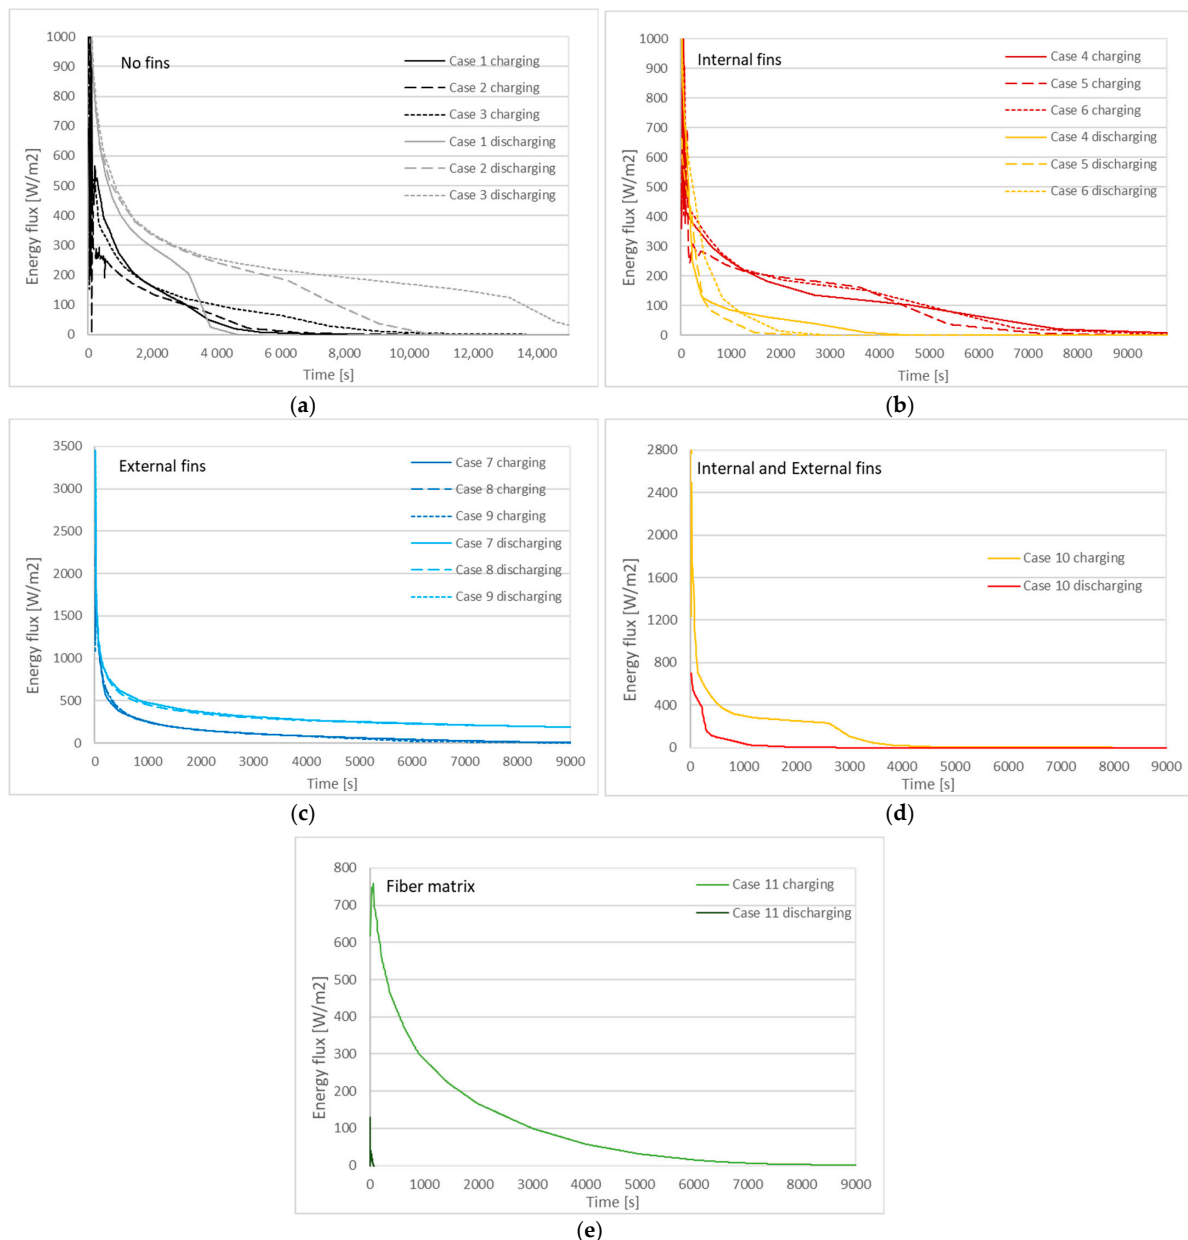 No fins
Energy flux [W/m2]
1000
900
800
700
600
500
400
300
200
100
0
Case 1 charging
Case 2 charging
Case 3 charging
Case 1 discharging
Case 2 discharging
Case 3 discharging
0 2,000 4,000 6,000 8,000 10,000 12,000 14,000
Time [s]
(a)
Internal fins
Energy flux [W/m2]
1000
900
800
700
600
500
400
300
200
100
0
Case 4 charging
Case 5 charging
Case 6 charging
Case 4 discharging
Case 5 discharging
Case 6 discharging
0 1000 2000 3000 4000 5000 6000 7000 8000 9000
Time [s]
(b)
External fins
Energy flux [W/m2]
3500
3000
2500
2000
1500
1000
500
0
Case 7 charging
Case 8 charging
Case 9 charging
Case 7 discharging
Case 8 discharging
Case 9 discharging
0 1000 2000 3000 4000 5000 6000 7000 8000 9000
Time [s]
(c)
Internal and External fins
Energy flux [W/m2]
2800
2400
2000
1600
1200
800
400
0
Case 10 charging
Case 10 discharging
0 1000 2000 3000 4000 5000 6000 7000 8000 9000
Time [s]
(d)
Fiber matrix
Energy flux [W/m2]
800
700
600
500
400
300
200
100
0
Case 11 charging
Case 11 discharging
0 1000 2000 3000 4000 5000 6000 7000 8000 9000
Time [s]
(e)